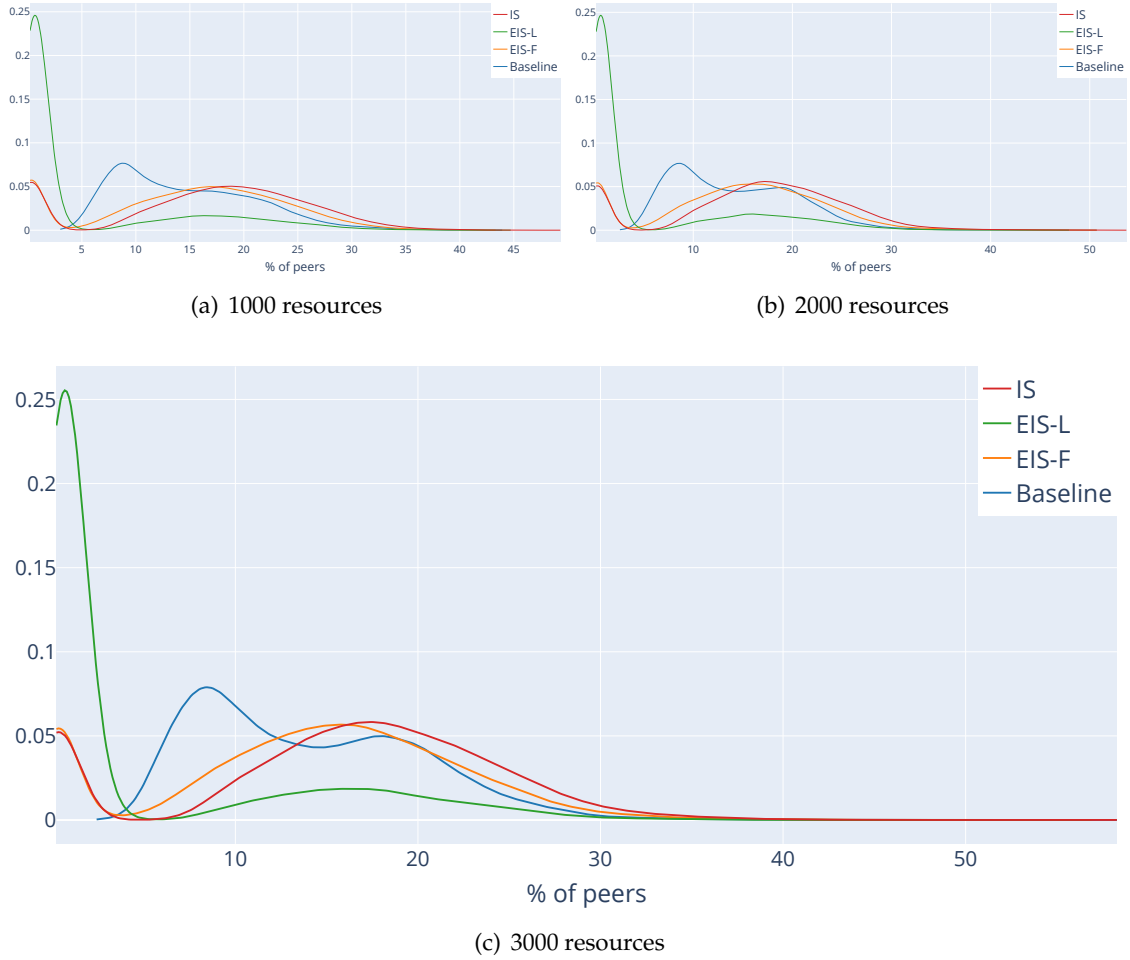 0.25
0.2
0.15
0.1
0.05
0
5
10
15
20
25
30
35
40
45
% of peers
IS
EIS-L
EIS-F
Baseline
(a) 1000 resources
0.25
0.2
0.15
0.1
0.05
0
10
20
30
40
50
% of peers
IS
EIS-L
EIS-F
Baseline
(b) 2000 resources
0.25
0.2
0.15
0.1
0.05
0
10
20
30
40
50
% of peers
IS
EIS-L
EIS-F
Baseline
(c) 3000 resources